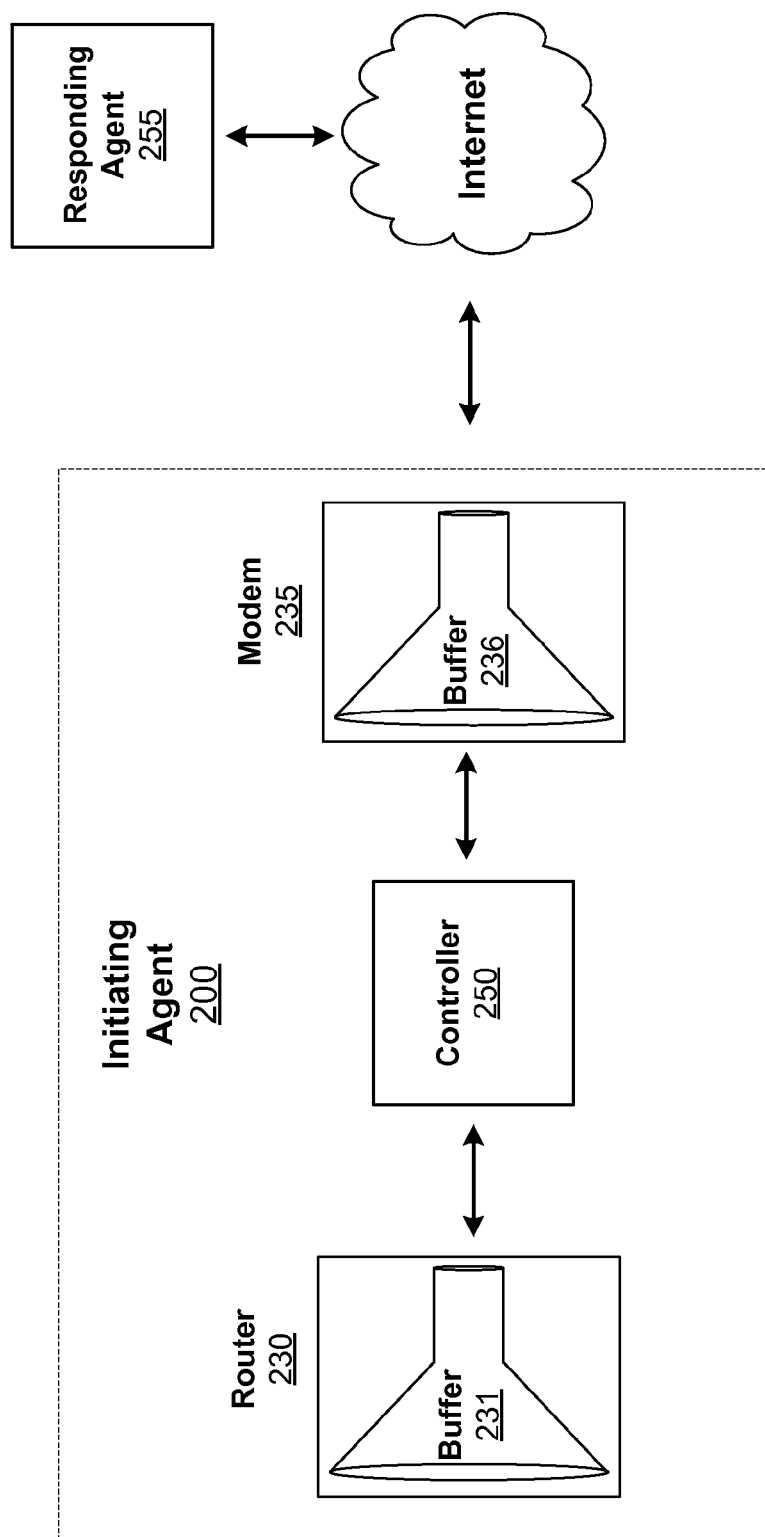 Initiating
Agent
200
Router
230
Buffer
231
Controller
250
Modem
235
Buffer
236
Internet
Responding
Agent
255